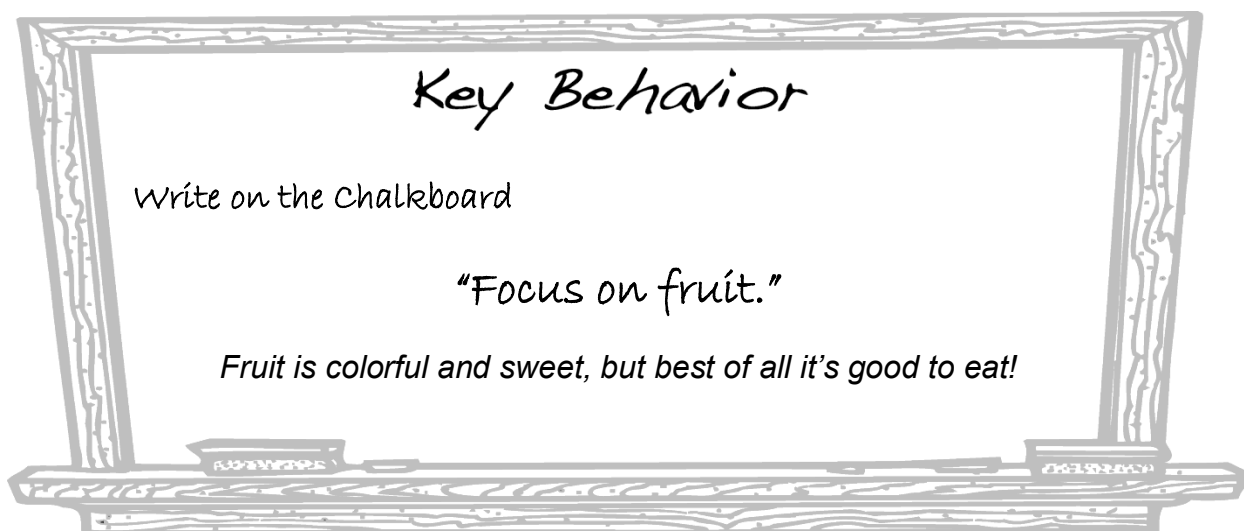 Key Behavior
Write on the Chalkboard
“Focus on fruit.”
Fruit is colorful and sweet, but best of all it’s good to eat!